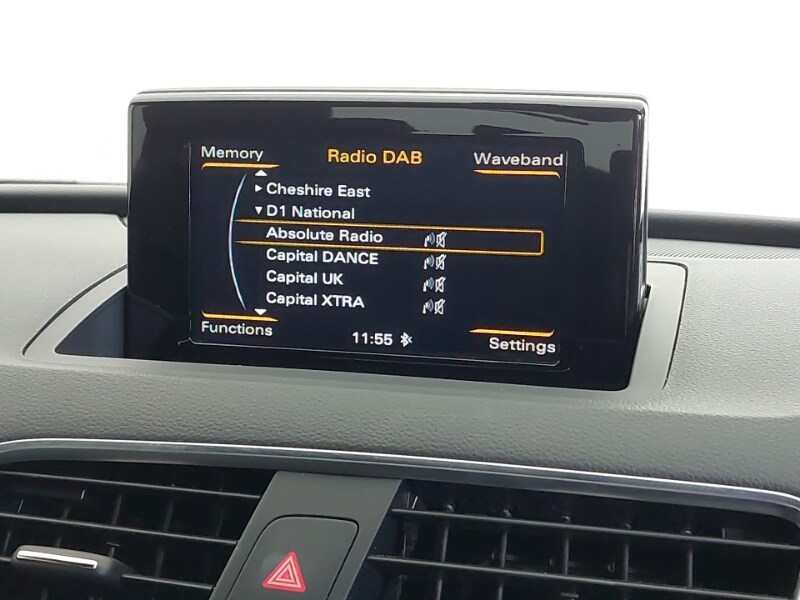 Memory
Radio DAB
Waveband
Cheshire East
D1 National
Absolute Radio
Capital DANCE
Capital UK
Capital XTRA
Functions
11:55
Settings